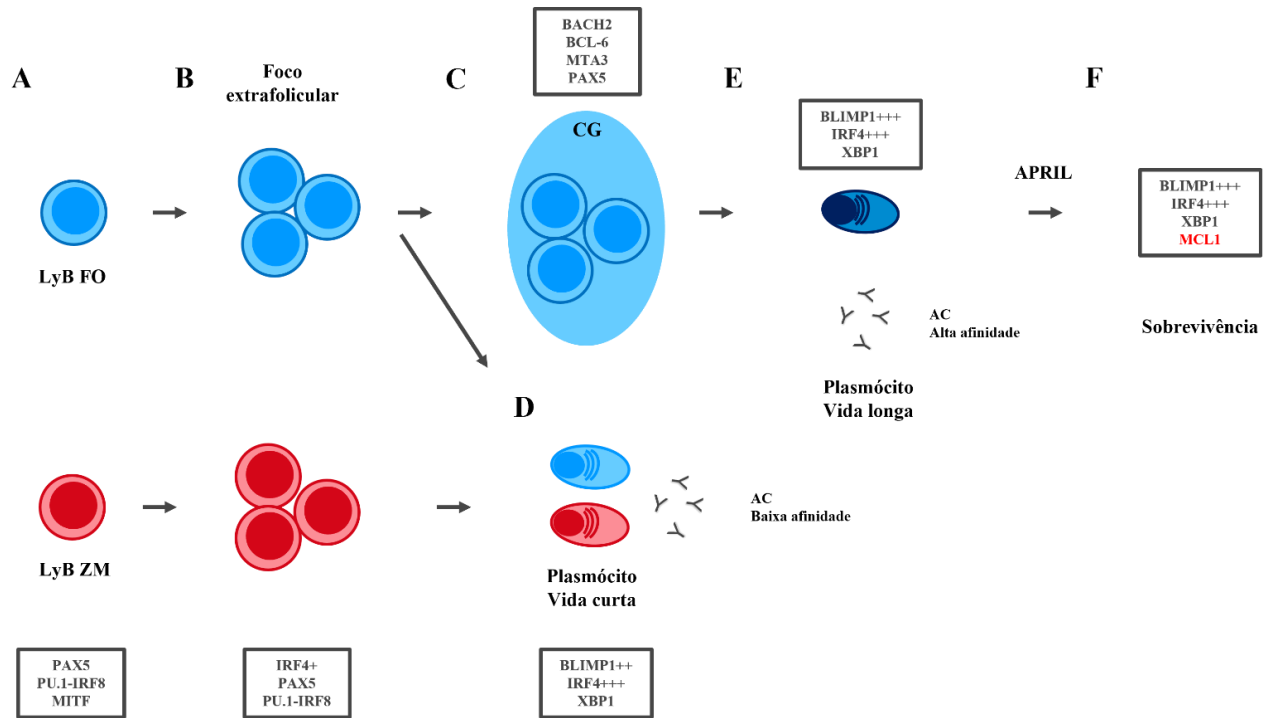 A
B
Foco
extrafolicular
C
BACH2
BCL-6
MTA3
PAX5
CG
E
BLIMP1+++
IRF4+++
XBP1
APRIL
F
BLIMP1+++
IRF4+++
XBP1
MCL1
LyB FO
AC
Alta afinidade
Sobrevivência
Plasmócito
Vida longa
D
AC
Baixa afinidade
LyB ZM
Plasmócito
Vida curta
PAX5
PU.1-IRF8
MITF
IRF4+
PAX5
PU.1-IRF8
BLIMP1++
IRF4+++
XBP1